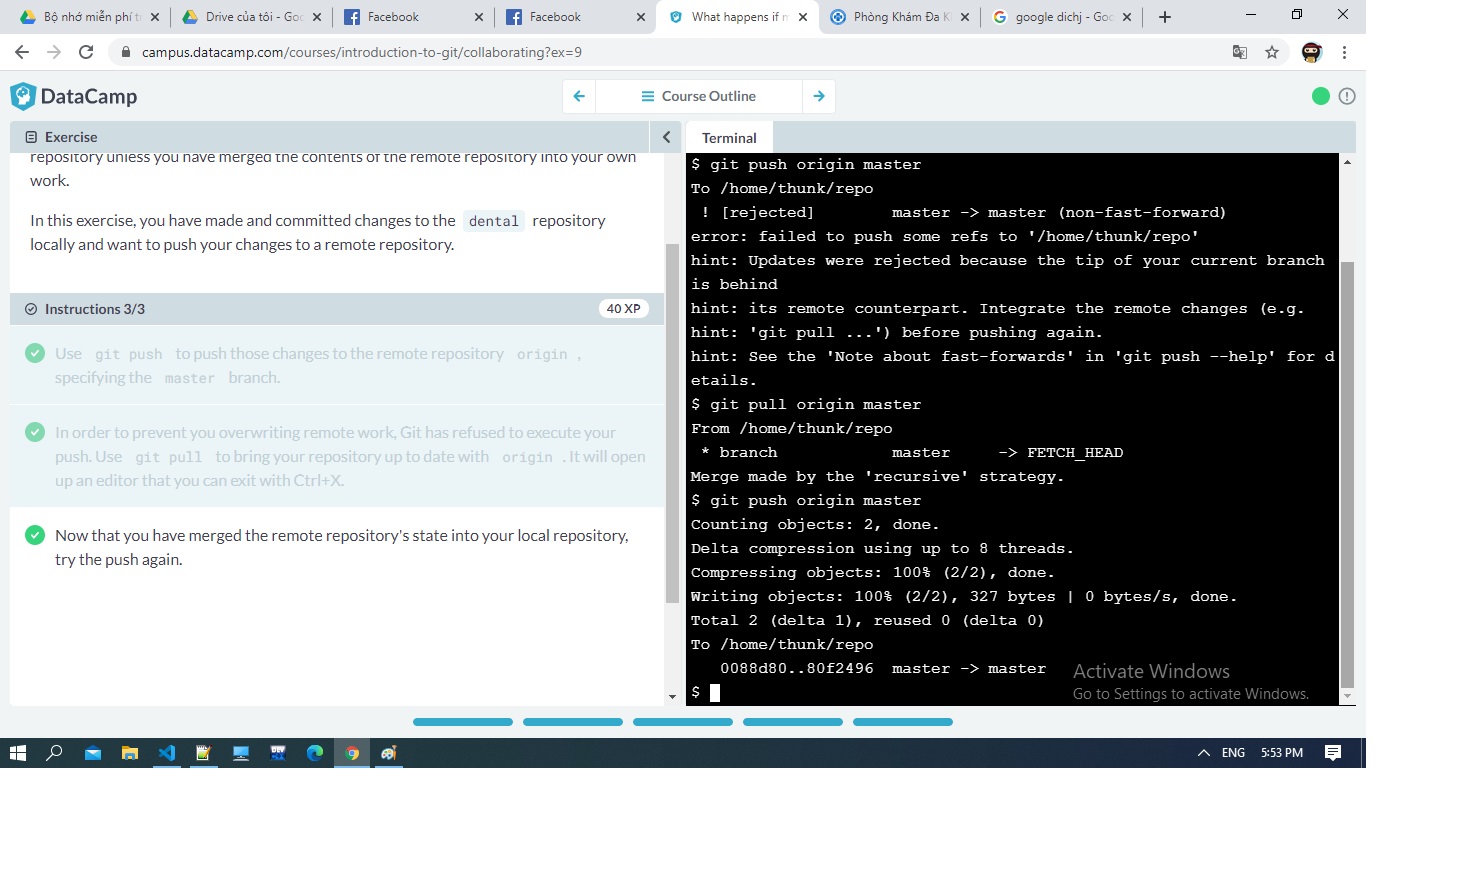 Bộ nhớ miễn phí t
Drive của tôi - Goo
Facebook
Facebook
What happens if m
Phòng Khám Đa K
google dichj - Goo
campus.datacamp.com/courses/introduction-to-git/collaborating?ex=9
DataCamp
Course Outline
Exercise
Terminal
repository unless you have merged the contents of the remote repository into your own
work.
In this exercise, you have made and committed changes to the dental repository
locally and want to push your changes to a remote repository.
Instructions 3/3
40 XP
Use git push to push those changes to the remote repository origin ,
specifying the master branch.
In order to prevent you overwriting remote work, Git has refused to execute your
push. Use git pull to bring your repository up to date with origin . It will open
up an editor that you can exit with Ctrl+X.
Now that you have merged the remote repository's state into your local repository,
try the push again.
$ git push origin master
To /home/thunk/repo
! [rejected] master -> master (non-fast-forward)
error: failed to push some refs to '/home/thunk/repo'
hint: Updates were rejected because the tip of your current branch
is behind
hint: its remote counterpart. Integrate the remote changes (e.g.
hint: 'git pull ...') before pushing again.
hint: See the 'Note about fast-forwards' in 'git push --help' for d
etails.
$ git pull origin master
From /home/thunk/repo
* branch master -> FETCH_HEAD
Merge made by the 'recursive' strategy.
$ git push origin master
Counting objects: 2, done.
Delta compression using up to 8 threads.
Compressing objects: 100% (2/2), done.
Writing objects: 100% (2/2), 327 bytes | 0 bytes/s, done.
Total 2 (delta 1), reused 0 (delta 0)
To /home/thunk/repo
0088d80..80f2496 master -> master
$
Activate Windows
Go to Settings to activate Windows.
DEV
ENG
5:53 PM